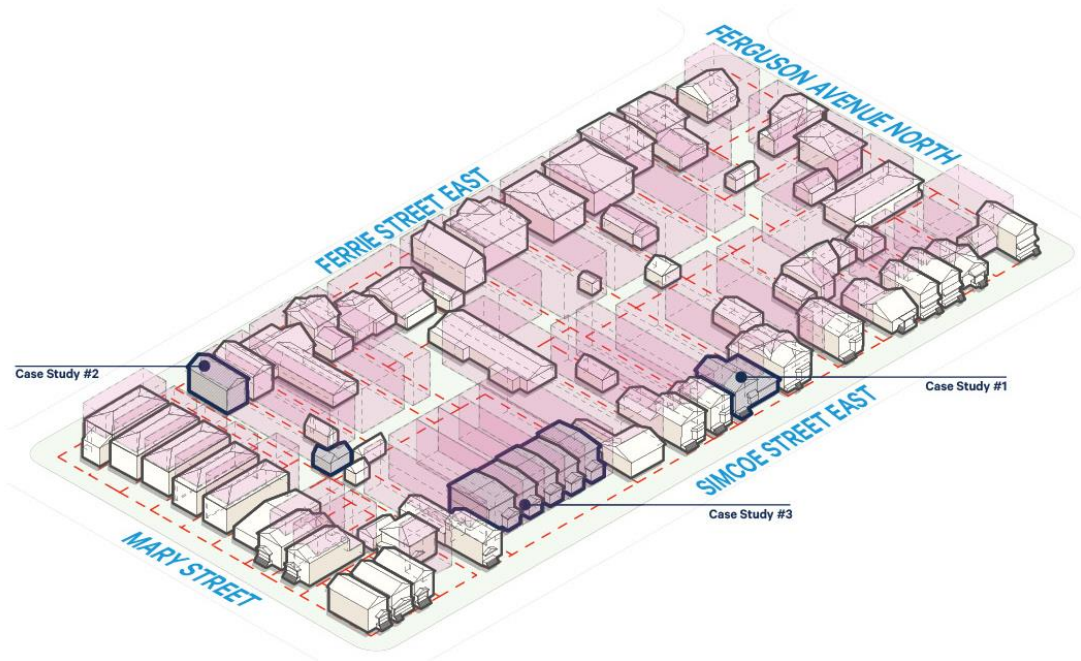 FERGUSON AVENUE NORTH
FERRIE STREET EAST
Case Study #2
Case Study #1
SIMCOE STREET EAST
Case Study #3
MARY STREET